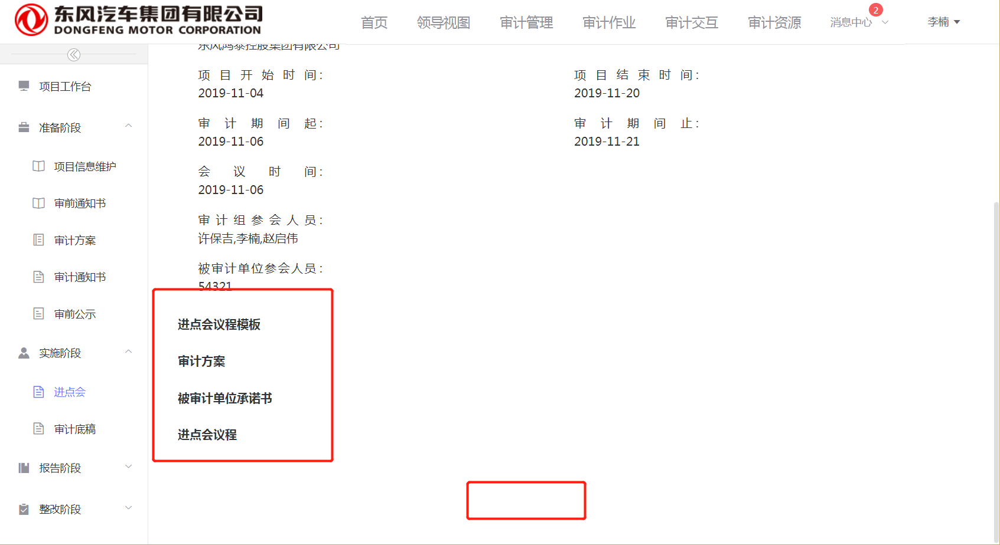 东风汽车集团有限公司
DONGFENG MOTOR CORPORATION
首页 领导视图 审计管理 审计作业 审计交互 审计资源 消息中心 2 李楠
项目工作台
准备阶段
项目信息维护
审前通知书
审计方案
审计通知书
审前公示
实施阶段
进点会
审计底稿
报告阶段
整改阶段
东风鸿泰控股集团有限公司
项目开始时间: 项目结束时间:
2019-11-04 2019-11-20
审计期间起: 审计期间止:
2019-11-06 2019-11-21
会议时间:
2019-11-06
审计组参会人员:
许保吉,李楠,赵启伟
被审计单位参会人员:
54321
进点会议程模板
审计方案
被审计单位承诺书
进点会议程